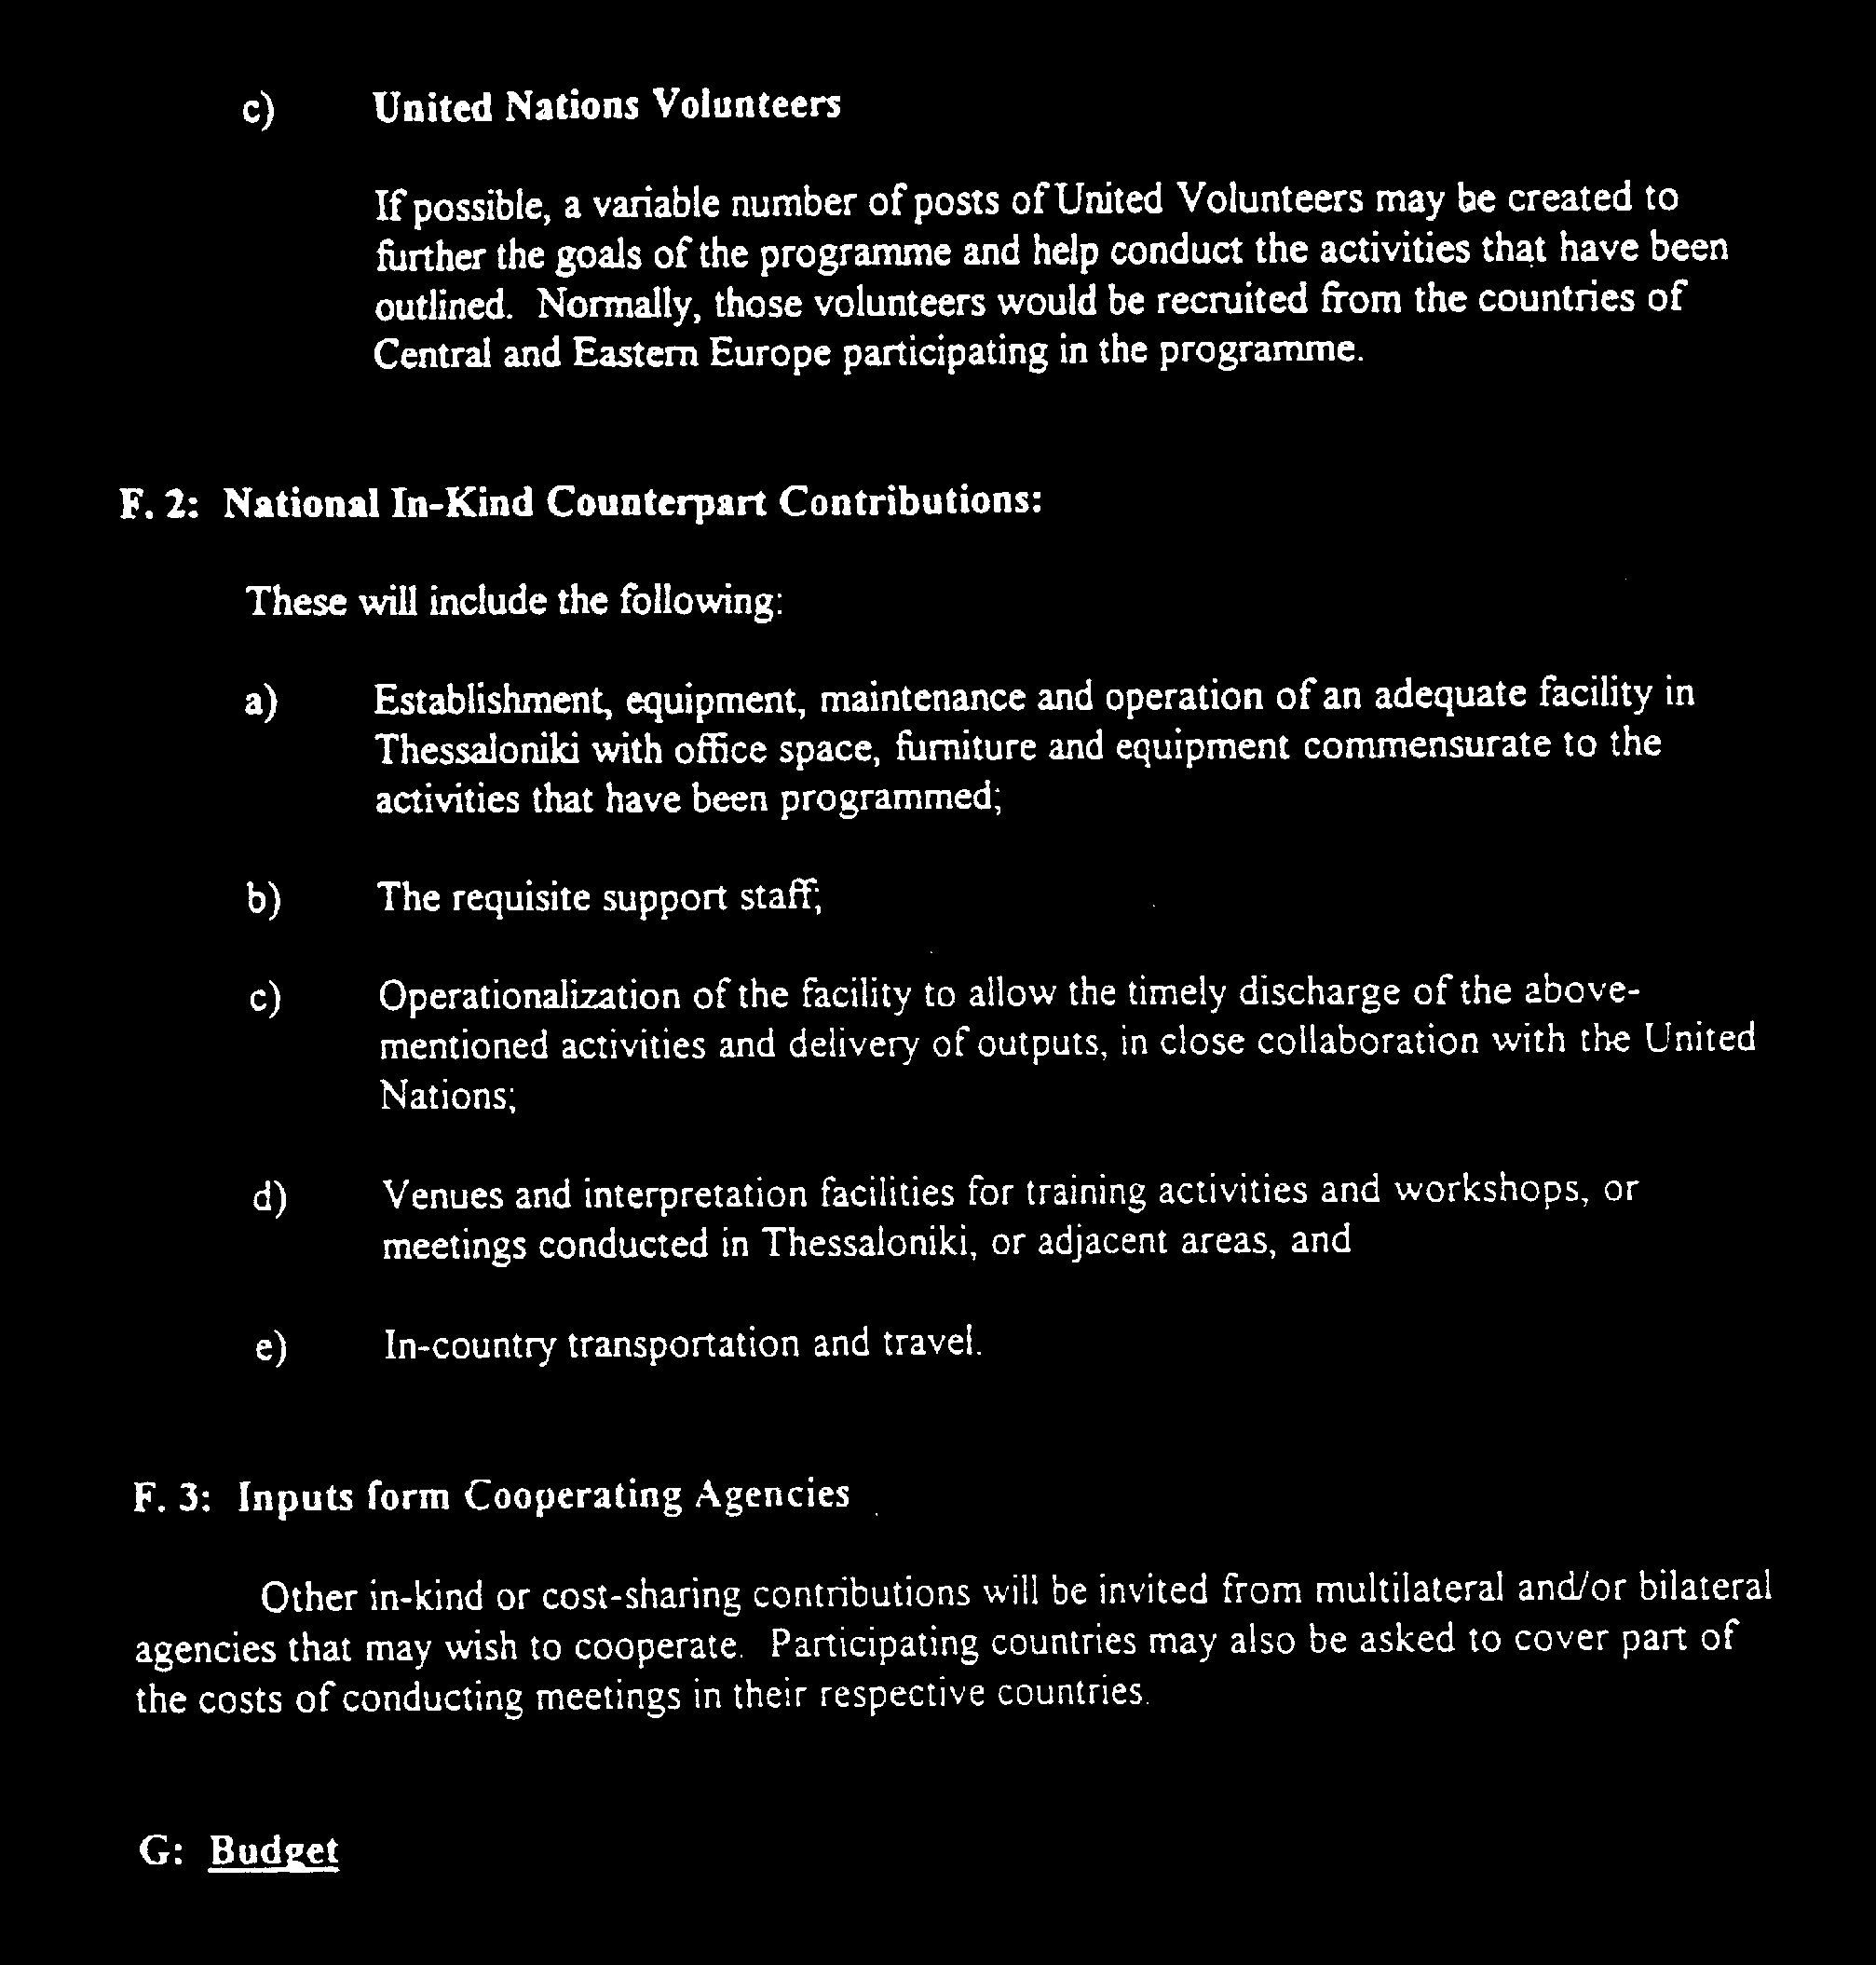 c) United Nations Volunteers
If possible, a variable number of posts of United Volunteers may be created to
further the goals of the programme and help conduct the activities that have been
outlined. Normally, those volunteers would be recruited from the countries of
Central and Eastern Europe participating in the programme.
F. 2: National In-Kind Counterpart Contributions:
These will include the following:
a) Establishment, equipment, maintenance and operation of an adequate facility in
Thessaloniki with office space, furniture and equipment commensurate to the
activities that have been programmed;
b) The requisite support staff;
c) Operationalization of the facility to allow the timely discharge of the above-
mentioned activities and delivery of outputs, in close collaboration with the United
Nations;
d) Venues and interpretation facilities for training activities and workshops, or
meetings conducted in Thessaloniki, or adjacent areas, and
e) In-country transportation and travel.
F. 3: Inputs form Cooperating Agencies
Other in-kind or cost-sharing contributions will be invited from multilateral and/or bilateral
agencies that may wish to cooperate. Participating countries may also be asked to cover part of
the costs of conducting meetings in their respective countries.
G: Budget